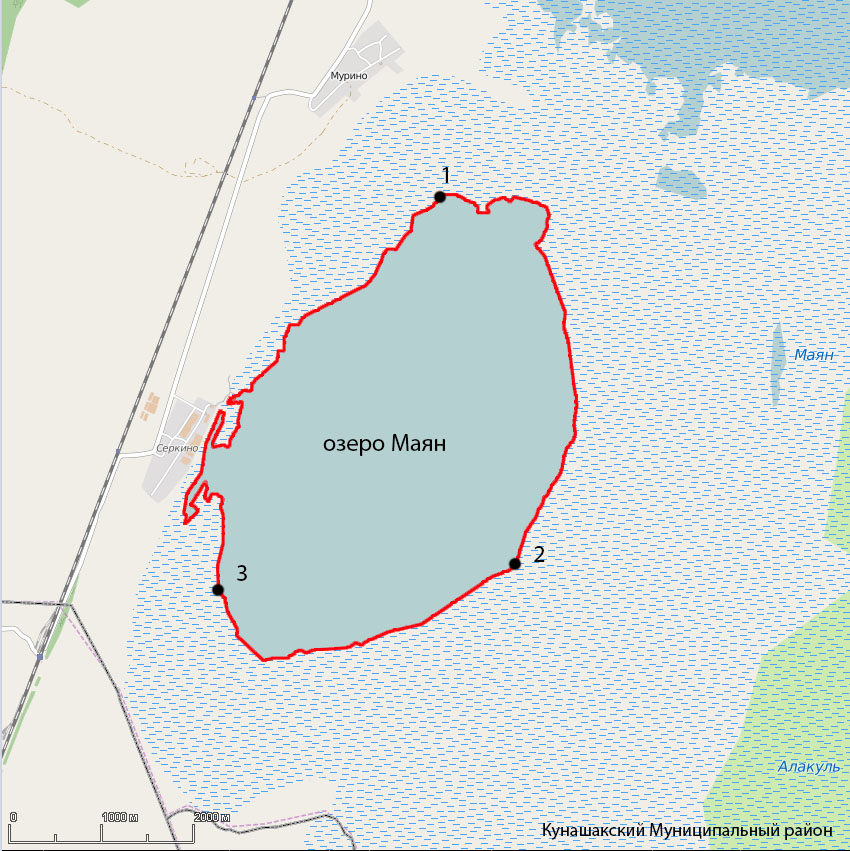 Мурино
1
Маян
озеро Маян
Серкино
2
3
Алакуль
0 1000 м 2000 м
Кунашакский Муниципальный район